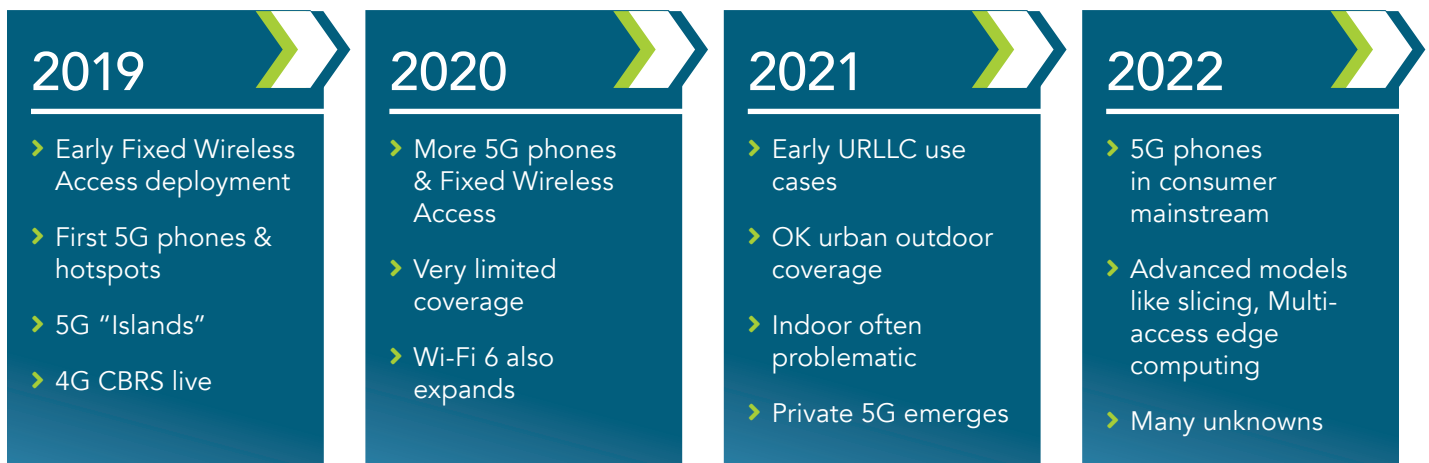 2019
Early Fixed Wireless
Access deployment
First 5G phones &
hotspots
5G “Islands”
4G CBRS live
2020
More 5G phones
& Fixed Wireless
Access
Very limited
coverage
Wi-Fi 6 also
expands
2021
Early URLLC use
cases
OK urban outdoor
coverage
Indoor often
problematic
Private 5G emerges
2022
5G phones
in consumer
mainstream
Advanced models
like slicing, Multi-
access edge
computing
Many unknowns